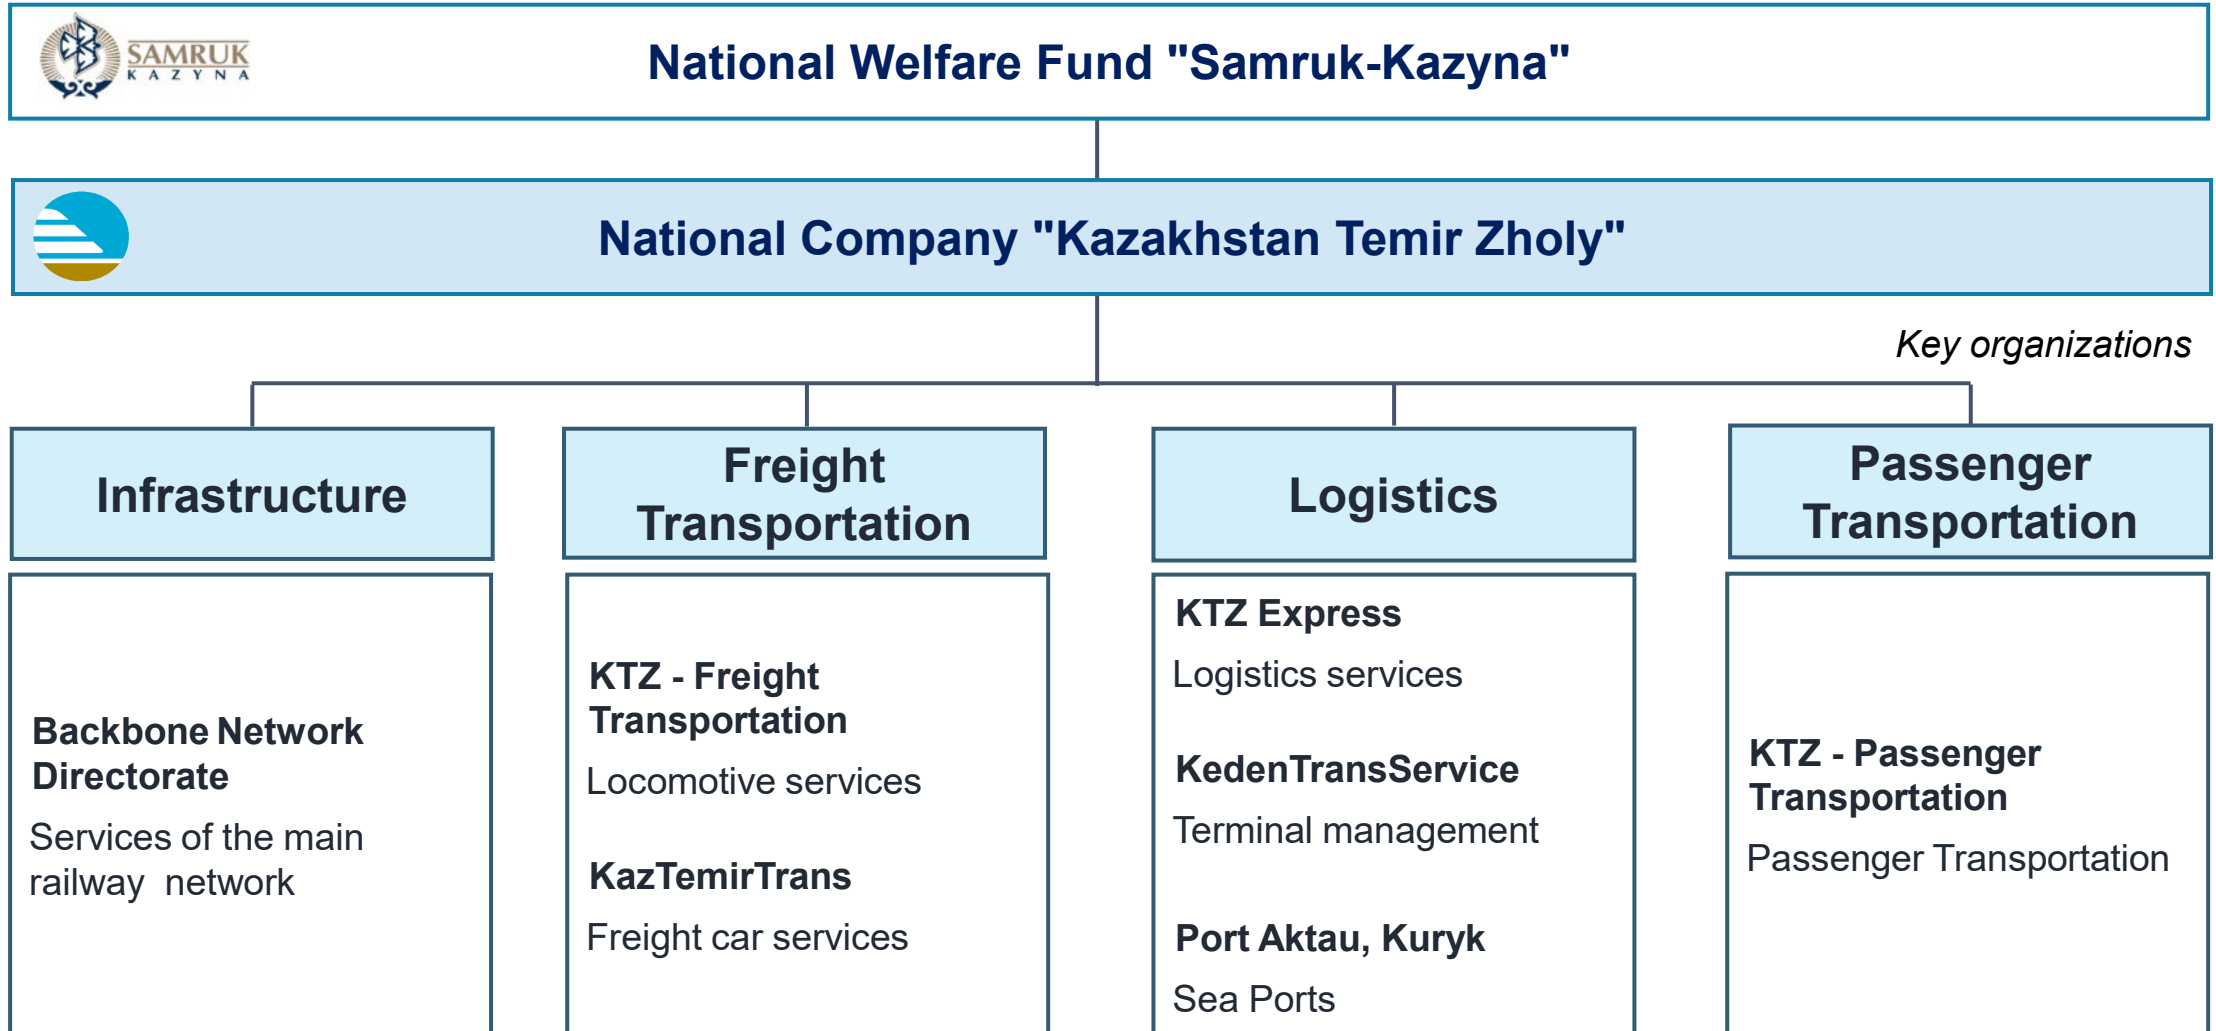 SAMRUK
KAZYNA
National Welfare Fund "Samruk-Kazyna"
National Company "Kazakhstan Temir Zholy"
Key organizations
Infrastructure
Backbone Network
Directorate
Services of the main
railway network
Freight
Transportation
KTZ - Freight
Transportation
Locomotive services
KazTemirTrans
Freight car services
Logistics
KTZ Express
Logistics services
KedenTransService
Terminal management
Port Aktau, Kuryk
Sea Ports
Passenger
Transportation
KTZ - Passenger
Transportation
Passenger Transportation